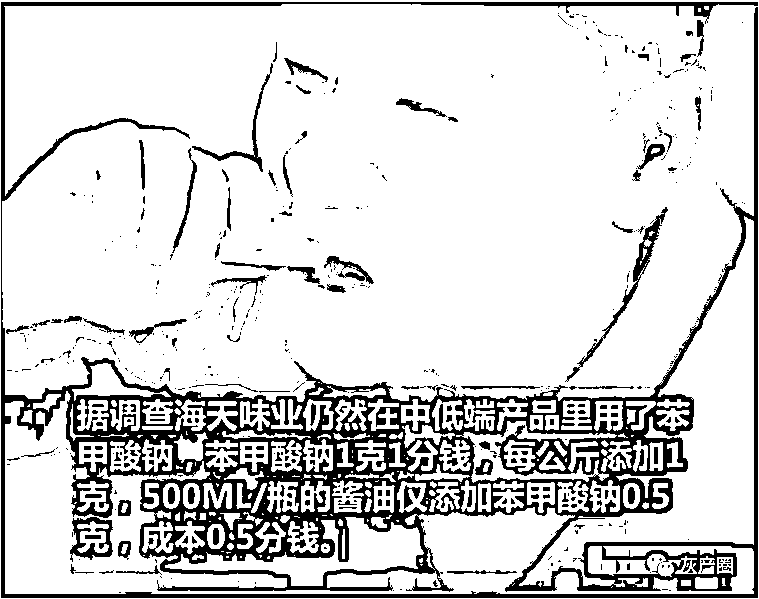 据调查海天味业仍然在中低端产品里用了苯
甲酸钠，苯甲酸钠1克1分钱，每公斤添加1
克，500ML/瓶的酱油仅添加苯甲酸钠0.5
克，成本0.5分钱。
灰产圈